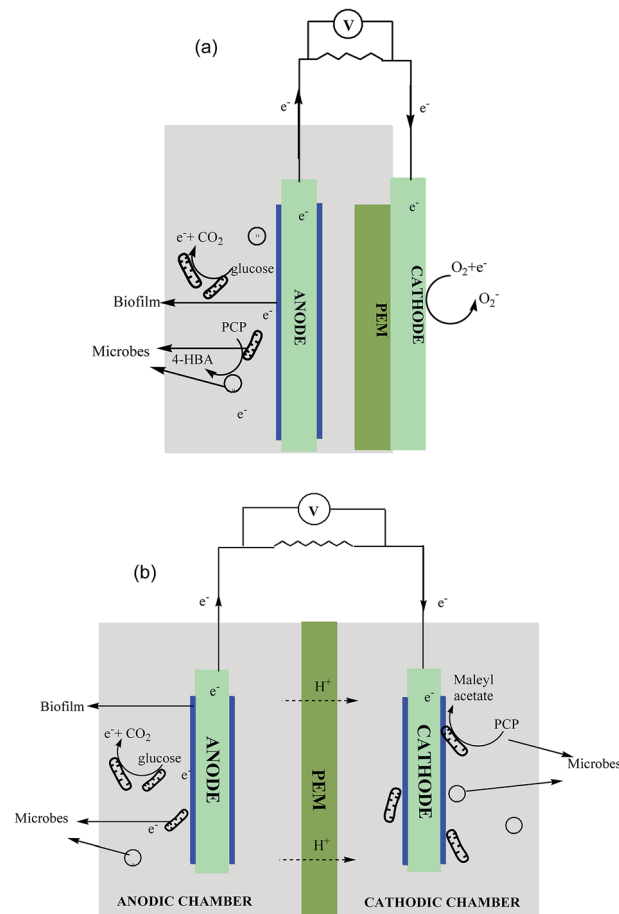 (a)
V
e⁻
e⁻
e⁻
e⁻
e⁻+ CO₂
glucose
O₂+e⁻
O₂⁻
Biofilm
e⁻
ANODE
PEM
CATHODE
PCP
Microbes
4-HBA
e⁻
(b)
V
e⁻
e⁻
Maleyl
acetate
H⁺
e⁻
e⁻
Biofilm
PCP
e⁻+ CO₂
glucose
e⁻
ANODE
PEM
CATHODE
Microbes
Microbes
e⁻
H⁺
ANODIC CHAMBER
CATHODIC CHAMBER